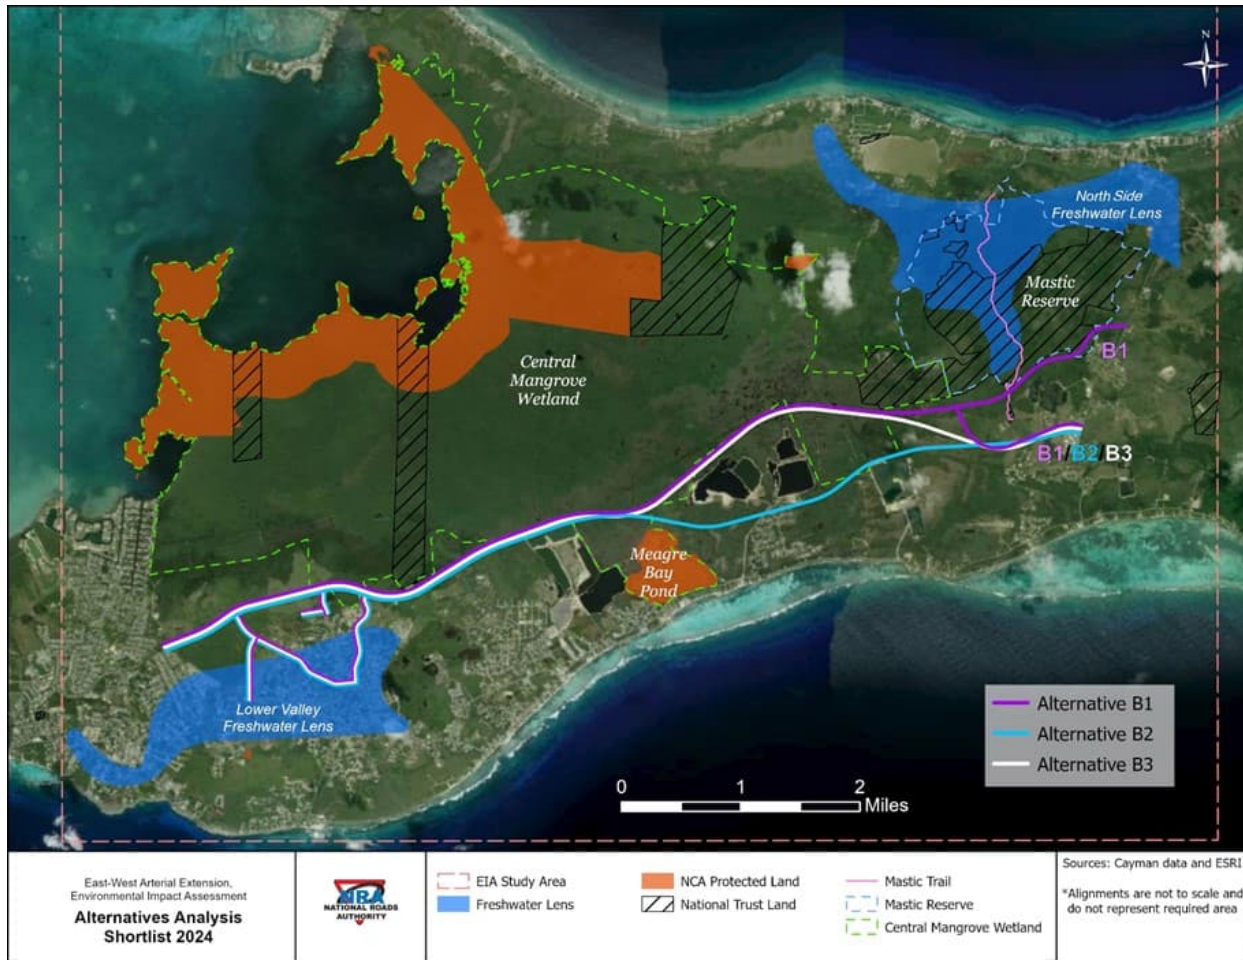 N
North Side
Freshwater Lens
Mastic
Reserve
B1
Central
Mangrove
Wetland
B1/B2/B3
Meagre
Bay
Pond
Lower Valley
Freshwater Lens
Alternative B1
Alternative B2
Alternative B3
0 1 2
Miles
East-West Arterial Extension,
Environmental Impact Assessment
Alternatives Analysis
Shortlist 2024
NRA
NATIONAL ROADS
AUTHORITY
EIA Study Area
Freshwater Lens
NCA Protected Land
National Trust Land
Mastic Trail
Mastic Reserve
Central Mangrove Wetland
Sources: Cayman data and ESRI
*Alignments are not to scale and
do not represent required area